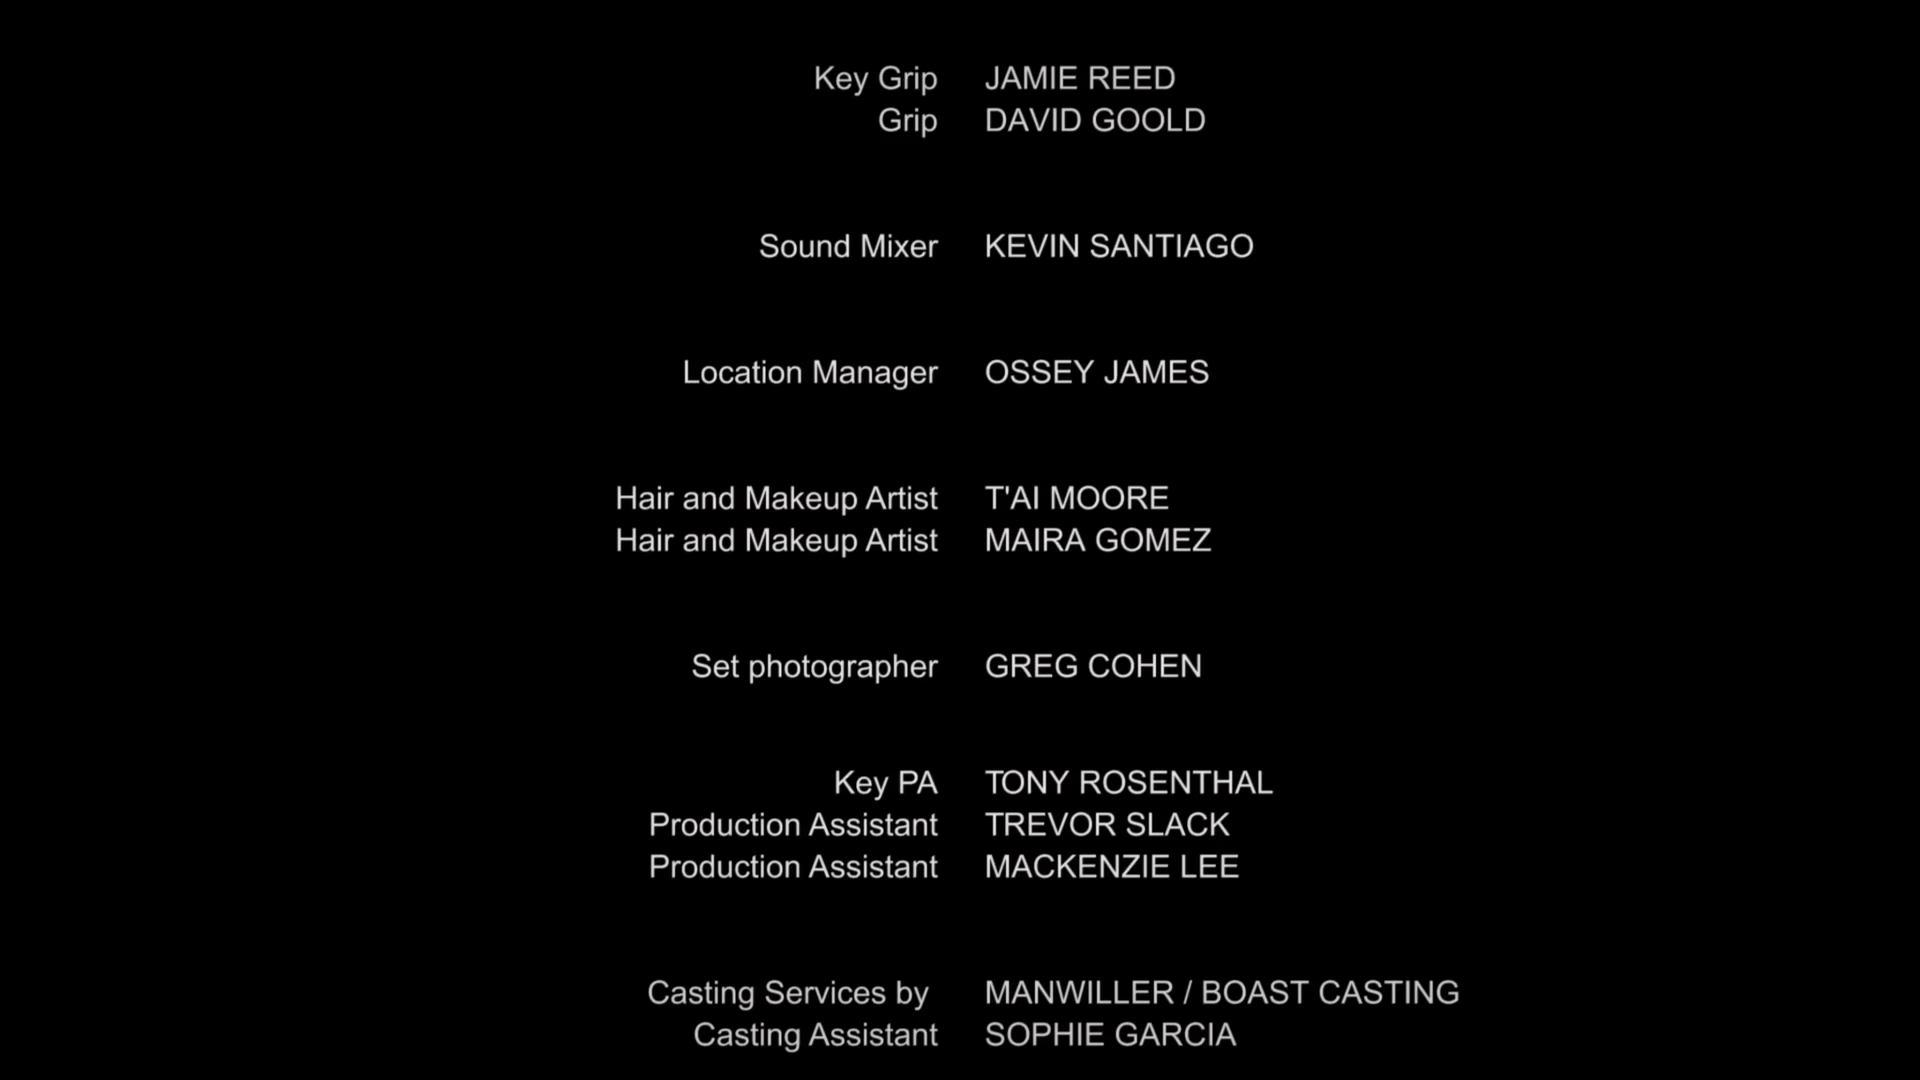 Key Grip JAMIE REED
Grip DAVID GOOLD
Sound Mixer KEVIN SANTIAGO
Location Manager OSSEY JAMES
Hair and Makeup Artist T'AI MOORE
Hair and Makeup Artist MAIRA GOMEZ
Set photographer GREG COHEN
Key PA TONY ROSENTHAL
Production Assistant TREVOR SLACK
Production Assistant MACKENZIE LEE
Casting Services by MANWILLER / BOAST CASTING
Casting Assistant SOPHIE GARCIA